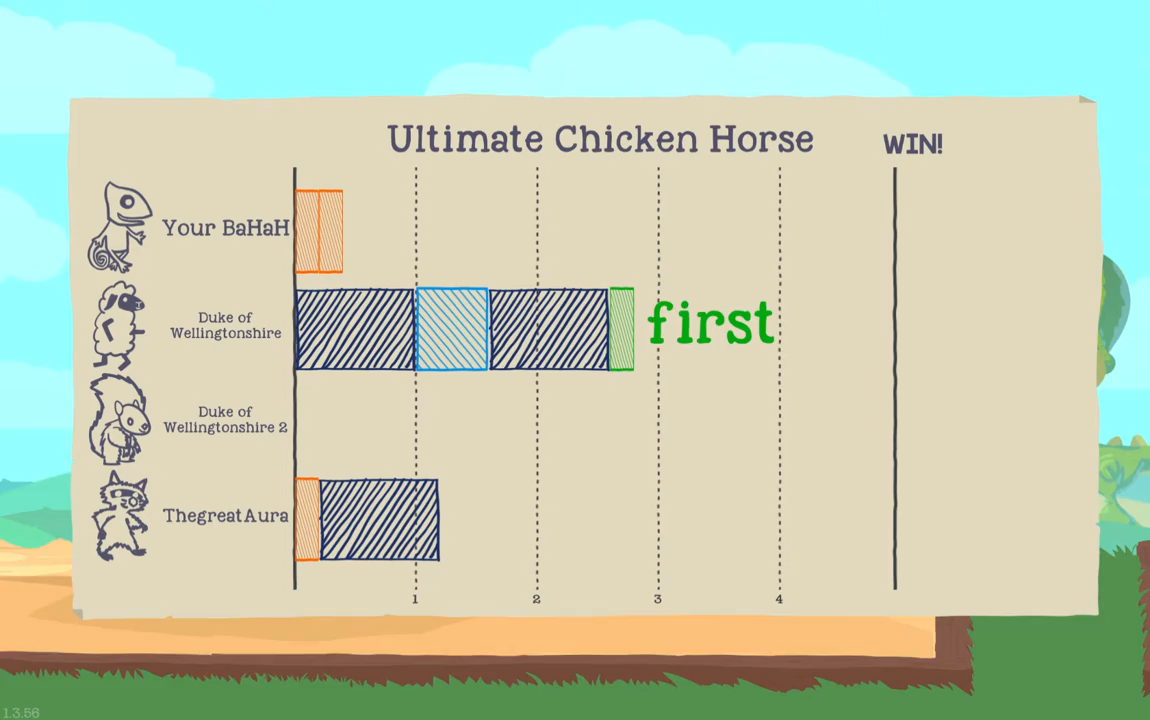 Ultimate Chicken Horse
WIN!
Your BaHaH
Duke of
Wellingtonshire
first
Duke of
Wellingtonshire 2
ThegreatAura
1 2 3 4
1.3.56